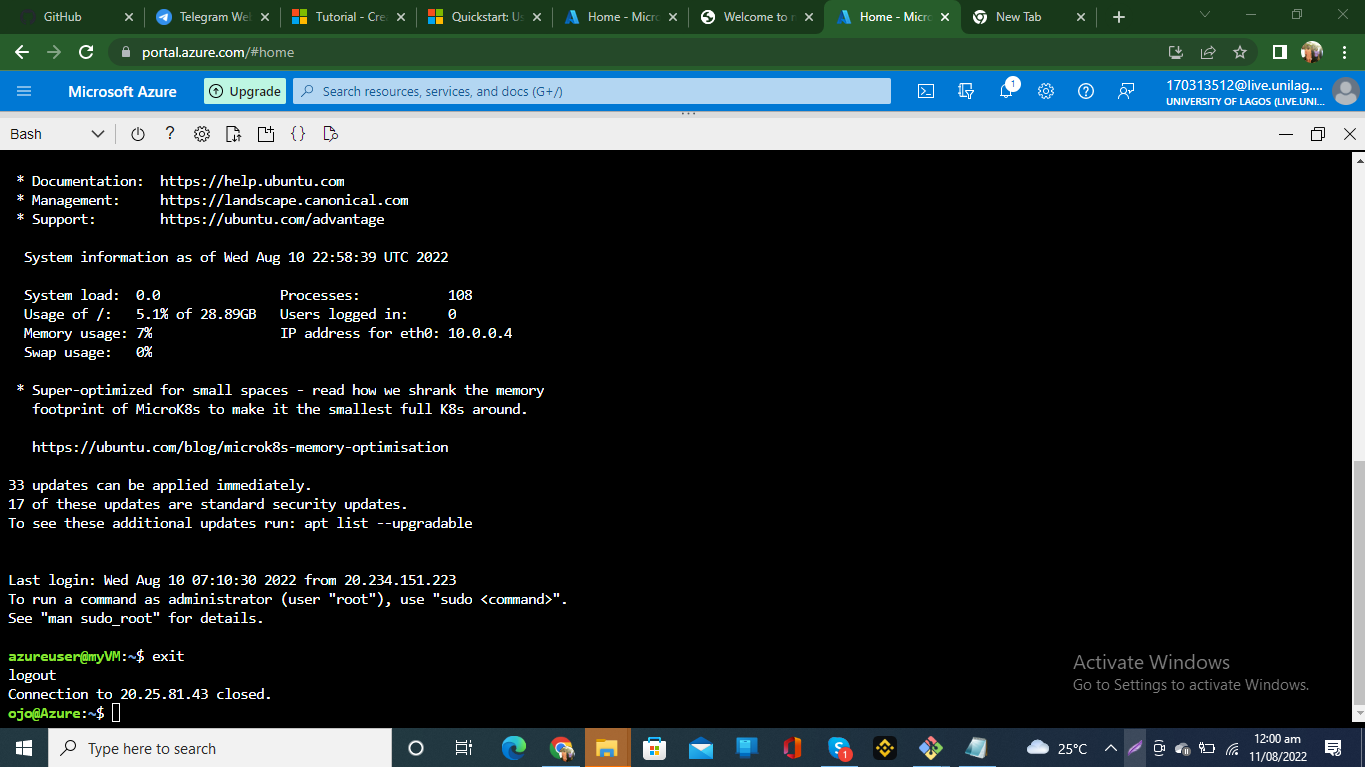 GitHub
Telegram Wel
Tutorial - Cre
Quickstart: Us
Home - Micro
Welcome to n
Home - Micro
New Tab
portal.azure.com/#home
Microsoft Azure
Upgrade
Search resources, services, and docs (G+/)
1
170313512@live.unilag....
UNIVERSITY OF LAGOS (LIVE.UNI...
Bash
* Documentation: https://help.ubuntu.com
* Management: https://landscape.canonical.com
* Support: https://ubuntu.com/advantage
System information as of Wed Aug 10 22:58:39 UTC 2022
System load: 0.0 Processes: 108
Usage of /: 5.1% of 28.89GB Users logged in: 0
Memory usage: 7% IP address for eth0: 10.0.0.4
Swap usage: 0%
* Super-optimized for small spaces - read how we shrank the memory
footprint of MicroK8s to make it the smallest full K8s around.
https://ubuntu.com/blog/microk8s-memory-optimisation
33 updates can be applied immediately.
17 of these updates are standard security updates.
To see these additional updates run: apt list --upgradable
Last login: Wed Aug 10 07:10:30 2022 from 20.234.151.223
To run a command as administrator (user "root"), use "sudo <command>".
See "man sudo_root" for details.
azureuser@myVM:~$ exit
logout
Connection to 20.25.81.43 closed.
ojo@Azure:~$
Activate Windows
Go to Settings to activate Windows.
Type here to search
1
25°C
12:00 am
11/08/2022